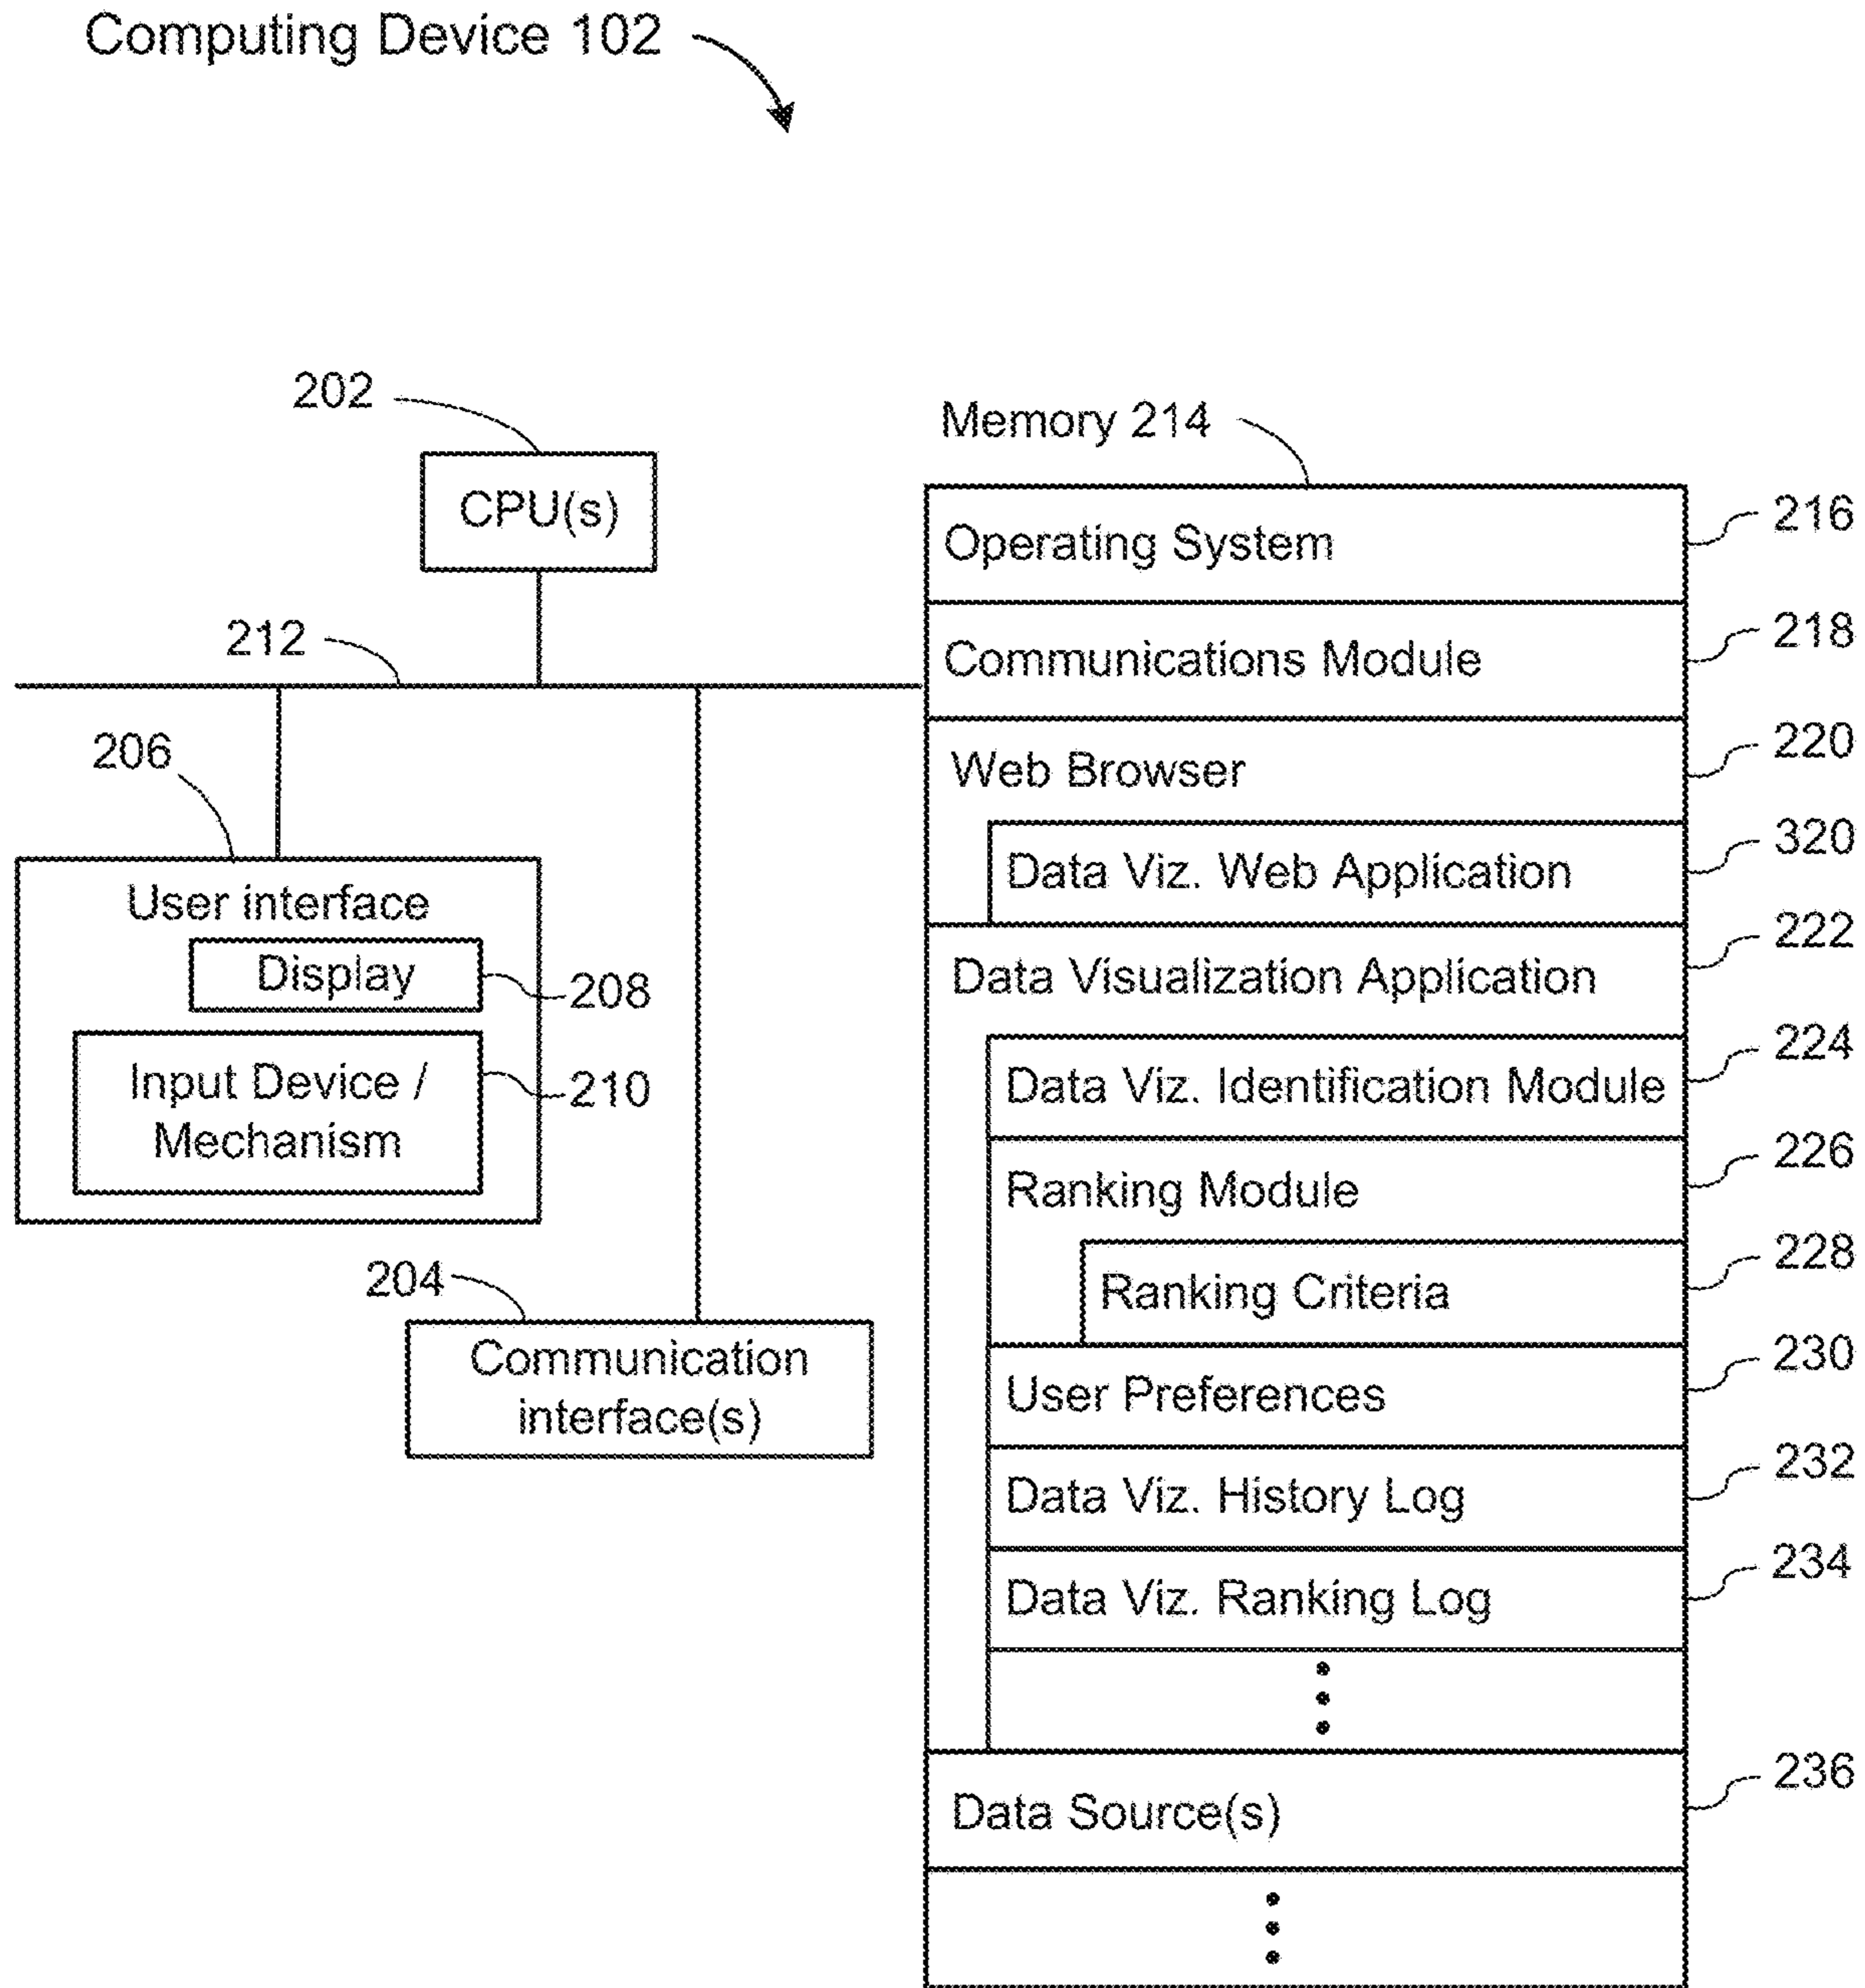 Computing Device 102
202
CPU(s)
212
206
User interface
Display
208
Input Device /
Mechanism
210
204
Communication
interface(s)
Memory 214
Operating System
216
Communications Module
218
Web Browser
220
Data Viz. Web Application
320
Data Visualization Application
222
Data Viz. Identification Module
224
Ranking Module
226
Ranking Criteria
228
User Preferences
230
Data Viz. History Log
232
Data Viz. Ranking Log
234
Data Source(s)
236